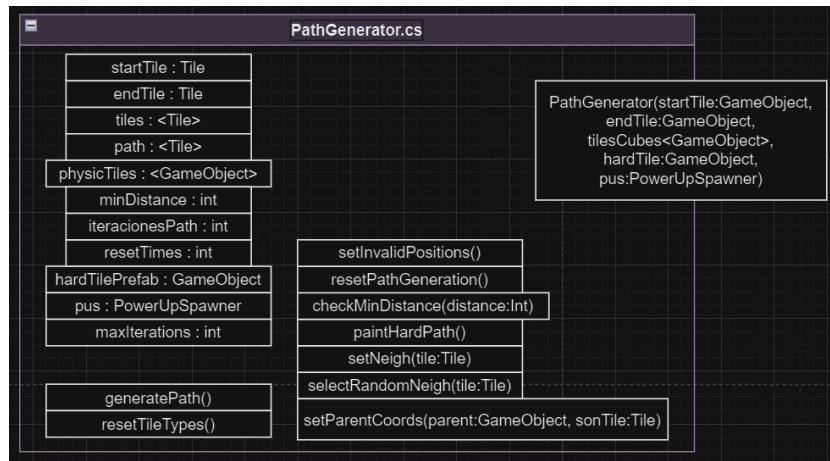 PathGenerator.cs
startTile : Tile
endTile : Tile
tiles : <Tile>
path : <Tile>
physicTiles : <GameObject>
minDistance : int
iteracionesPath : int
resetTimes : int
hardTilePrefab : GameObject
pus : PowerUpSpawner
maxIterations : int
generatePath()
resetTileTypes()
setInvalidPositions()
resetPathGeneration()
checkMinDistance(distance:Int)
paintHardPath()
setNeigh(tile:Tile)
selectRandomNeigh(tile:Tile)
setParentCoords(parent:GameObject, sonTile:Tile)
PathGenerator(startTile:GameObject,
endTile:GameObject,
tilesCubes<GameObject>,
hardTile:GameObject,
pus:PowerUpSpawner)